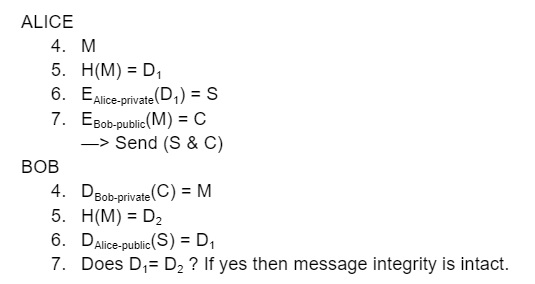 ALICE
4. M
5. H(M) = D₁
6. E_Alice-private(D₁) = S
7. E_Bob-public(M) = C
—> Send (S & C)
BOB
4. D_Bob-private(C) = M
5. H(M) = D₂
6. D_Alice-public(S) = D₁
7. Does D₁= D₂ ? If yes then message integrity is intact.